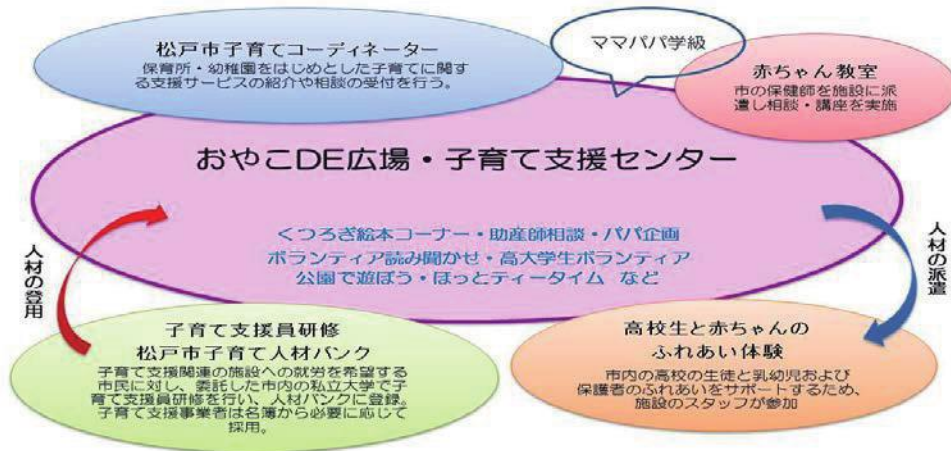 松戸市子育てコーディネーター
保育所・幼稚園をはじめとした子育てに関す
る支援サービスの紹介や相談の受付を行う。
ママパパ学級
赤ちゃん教室
市の保健師を施設に派
遣し相談・講座を実施
おやこDE広場・子育て支援センター
くつろぎ絵本コーナー・助産師相談・パパ企画
ボランティア読み聞かせ・高大学生ボランティア
公園で遊ぼう・ほっとティータイム など
人材の登用
人材の派遣
子育て支援員研修
松戸市子育て人材バンク
子育て支援関連の施設への就労を希望する
市民に対し、委託した市内の私立大学で子
育て支援員研修を行い、人材バンクに登録。
子育て支援事業者は名簿から必要に応じて
採用。
高校生と赤ちゃんの
ふれあい体験
市内の高校の生徒と乳幼児および
保護者のふれあいをサポートするため、
施設のスタッフが参加